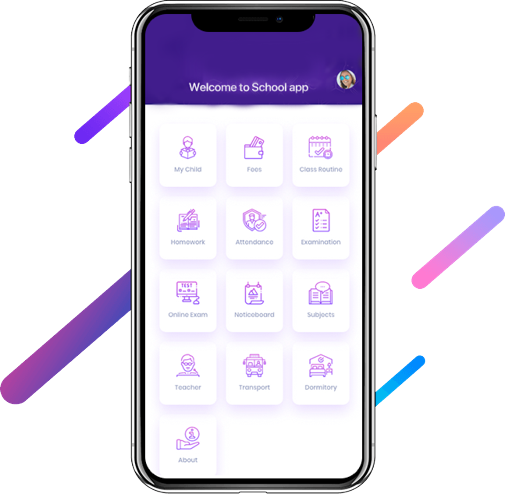 Welcome to School app
My Child
Fees
Class Routine
Homework
Attendance
Examination
TEST
Online Exam
Noticeboard
Subjects
Teacher
Transport
Dormitory
About